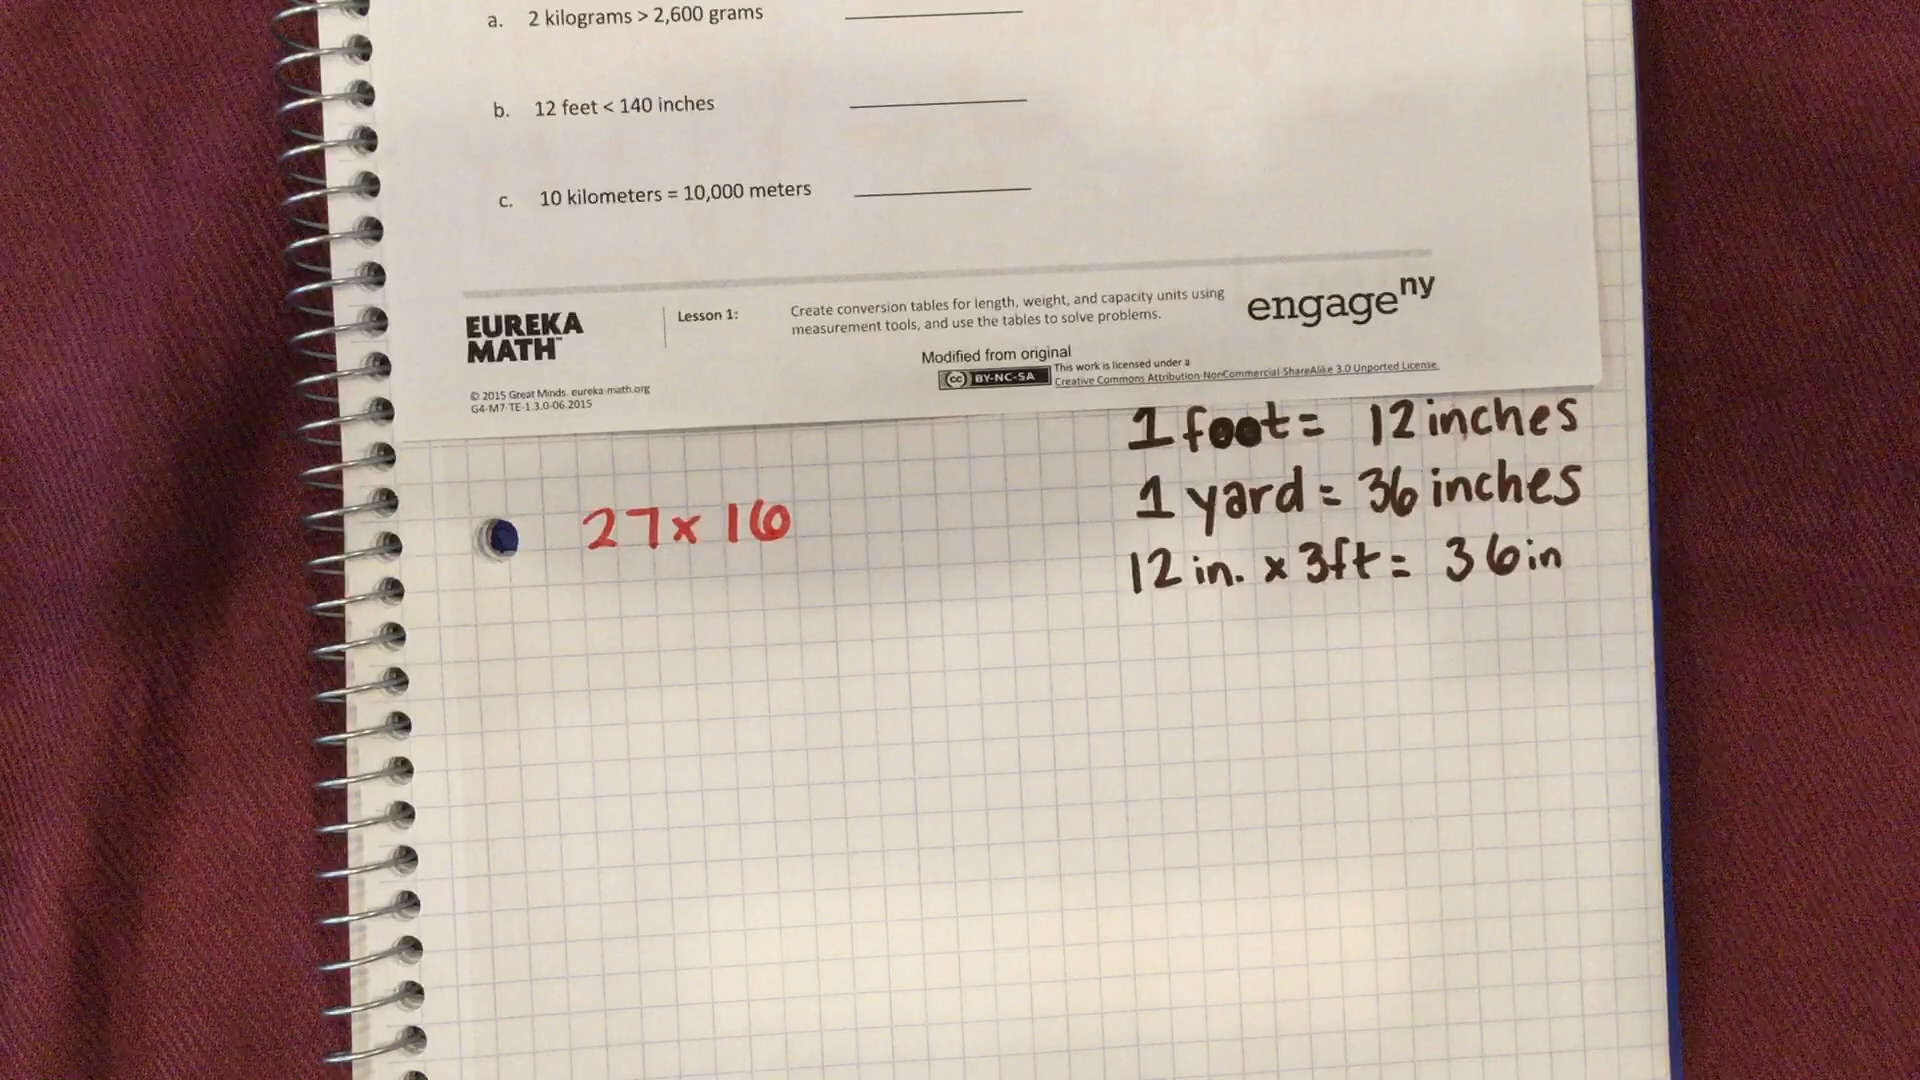 a. 2 kilograms > 2,600 grams
b. 12 feet < 140 inches
c. 10 kilometers = 10,000 meters
EUREKA
MATH™
Lesson 1:
Create conversion tables for length, weight, and capacity units using
measurement tools, and use the tables to solve problems.
engageny
Modified from original
© 2015 Great Minds. eureka-math.org
G4-M7-TE-1.3.0-06.2015
cc BY-NC-SA
This work is licensed under a
Creative Commons Attribution-NonCommercial-ShareAlike 3.0 Unported License.
1 foot = 12 inches
1 yard = 36 inches
12 in. x 3ft = 36in
27 x 16